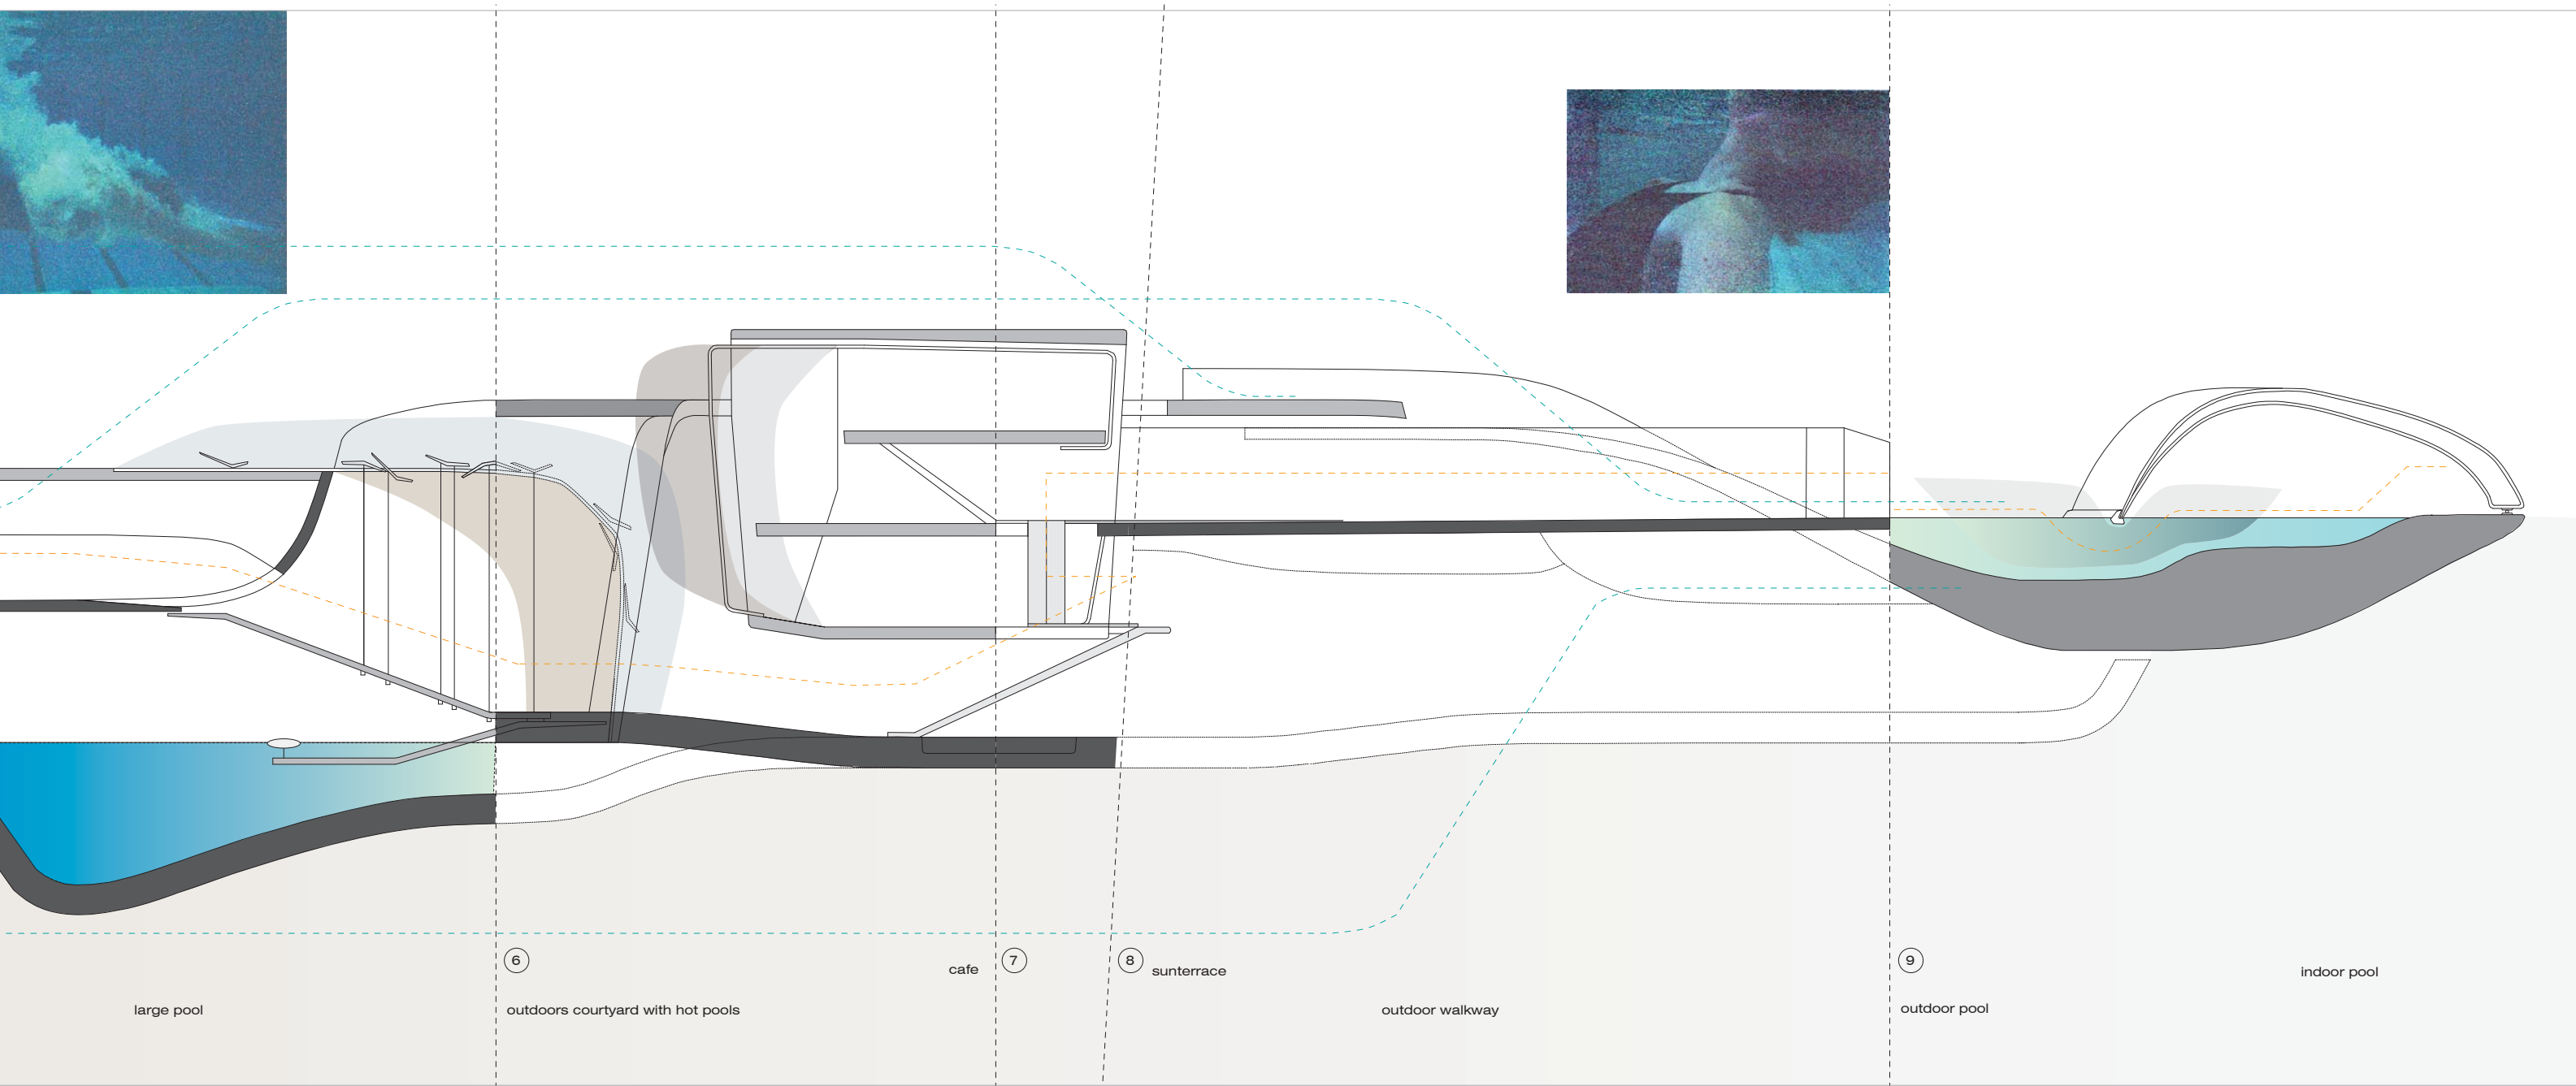 6
cafe
7
8
sunterrace
9
indoor pool
large pool
outdoors courtyard with hot pools
outdoor walkway
outdoor pool